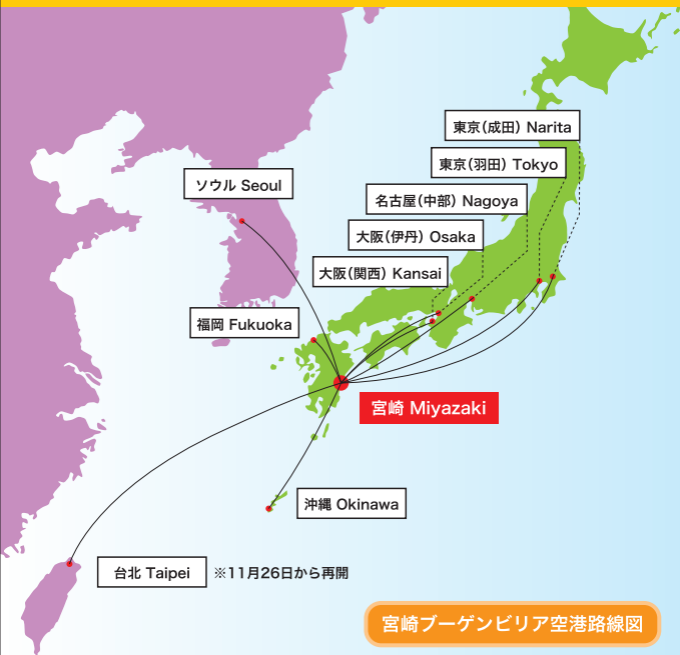 東京（成田） Narita
東京（羽田） Tokyo
名古屋（中部） Nagoya
ソウル Seoul
大阪（伊丹） Osaka
大阪（関西） Kansai
福岡 Fukuoka
宮崎 Miyazaki
沖縄 Okinawa
台北 Taipei ※11月26日から再開
宮崎ブーゲンビリア空港路線図